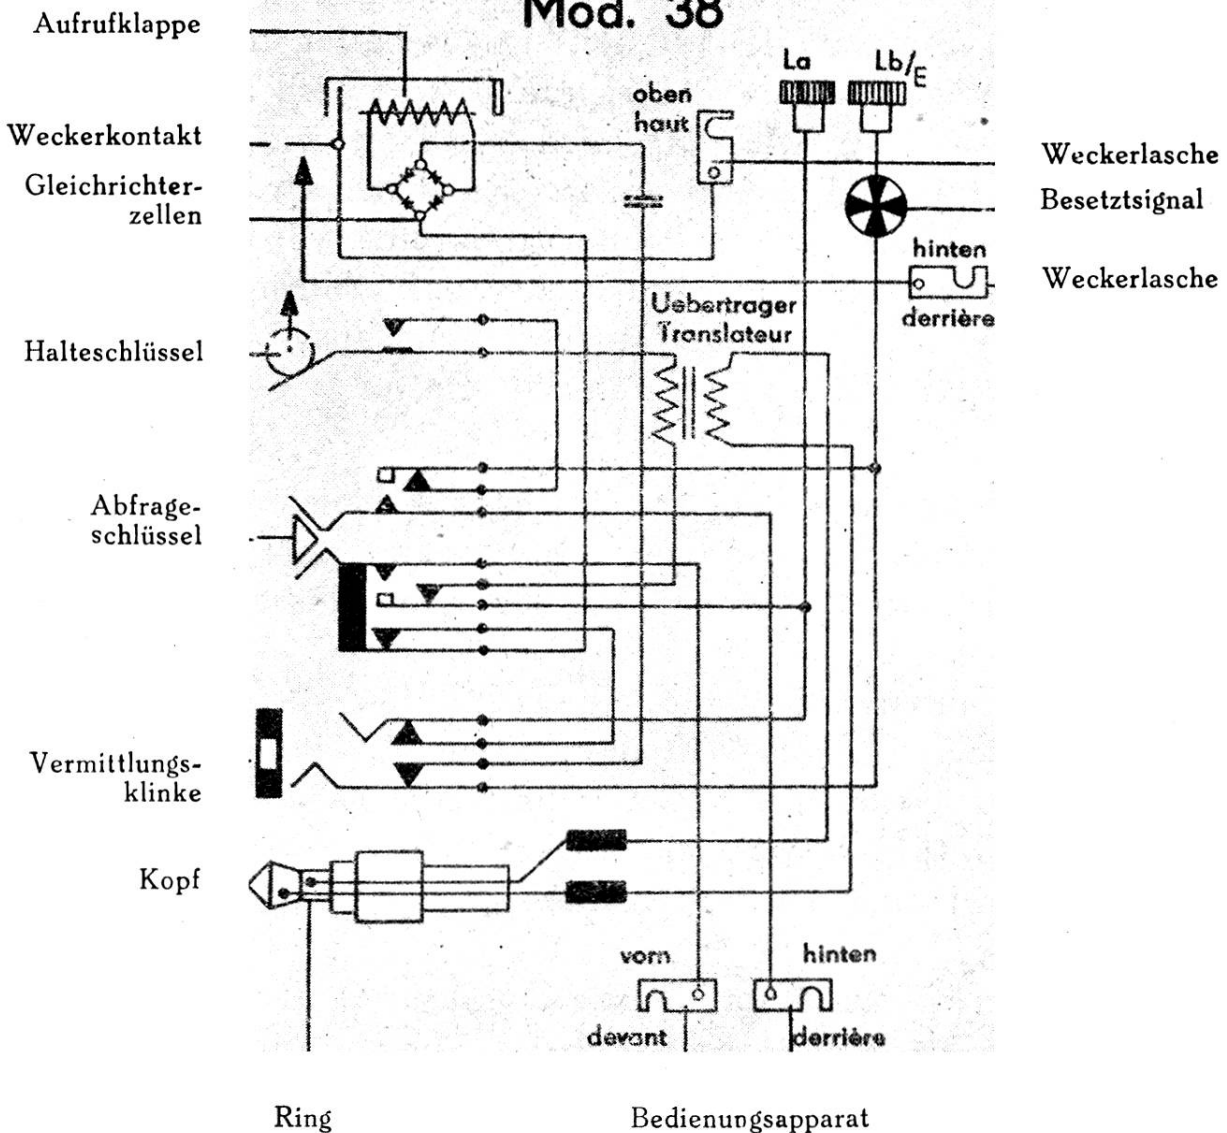 Mod. 38
Aufrufklappe
Weckerkontakt
Gleichrichter-
zellen
Halteschlüssel
Abfrage-
schlüssel
Vermittlungs-
klinke
Kopf
oben
haut
La
Lb/E
Weckerlasche
Besetztsignal
hinten
Weckerlasche
derrière
Uebertrager
Translateur
vorn
hinten
devant
derrière
Ring
Bedienungsapparat